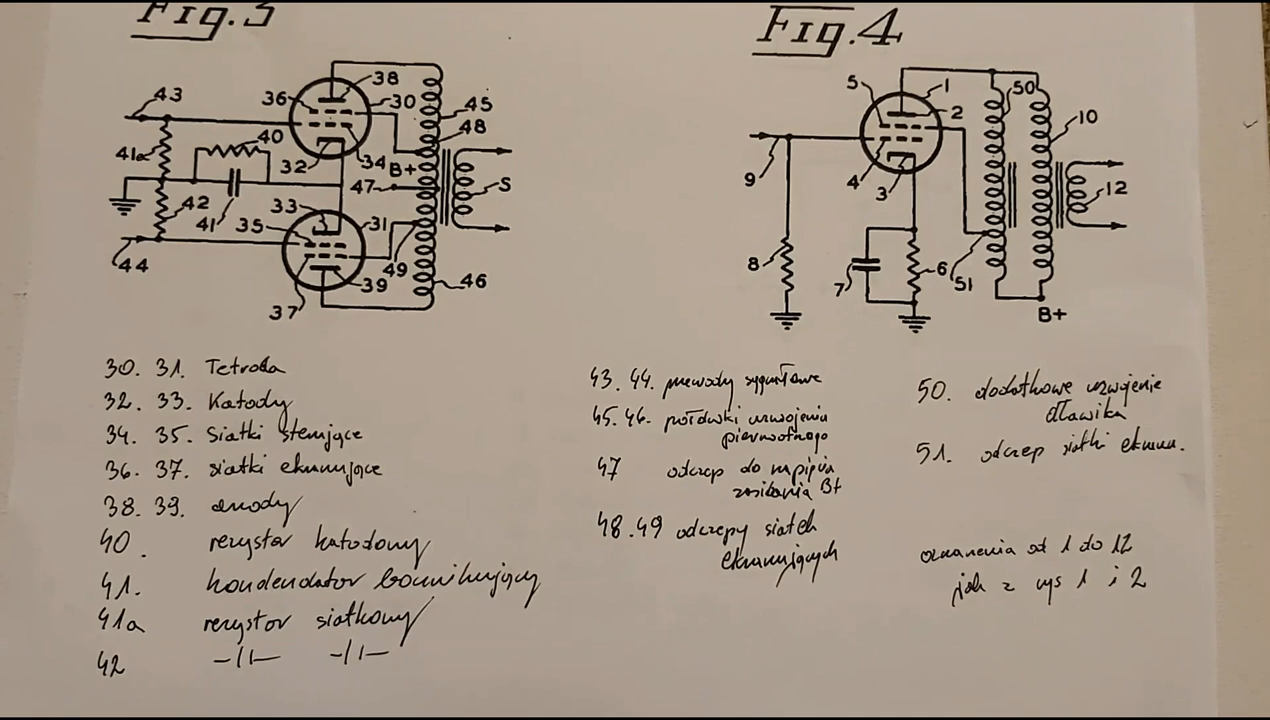 Fig.3
43
36
38
30
45
41a
40
48
32
34
B+
47
S
42
41
33
35
31
44
49
46
37
39
Fig.4
5
1
2
50
10
9
4
3
12
8
7
6
51
B+
30. 31. Tetroda
32. 33. Katody
34. 35. Siatki sterujące
36. 37. siatki ekranujące
38. 39. anody
40. rezystor katodowy
41. kondensator
41a rezystor siatkowy
42 -//- -//-
43. 44. przewody sygnałowe
45. 46. połówki uzwojenia
pierwotnego
47 odczep do napięcia
zasilania B+
48. 49 odczepy siatek
ekranujących
50. dodatkowe uzwojenie
dławika
51. odczep siatki ekranu.
oznaczenia od 1 do 12
jak z rys 1 i 2